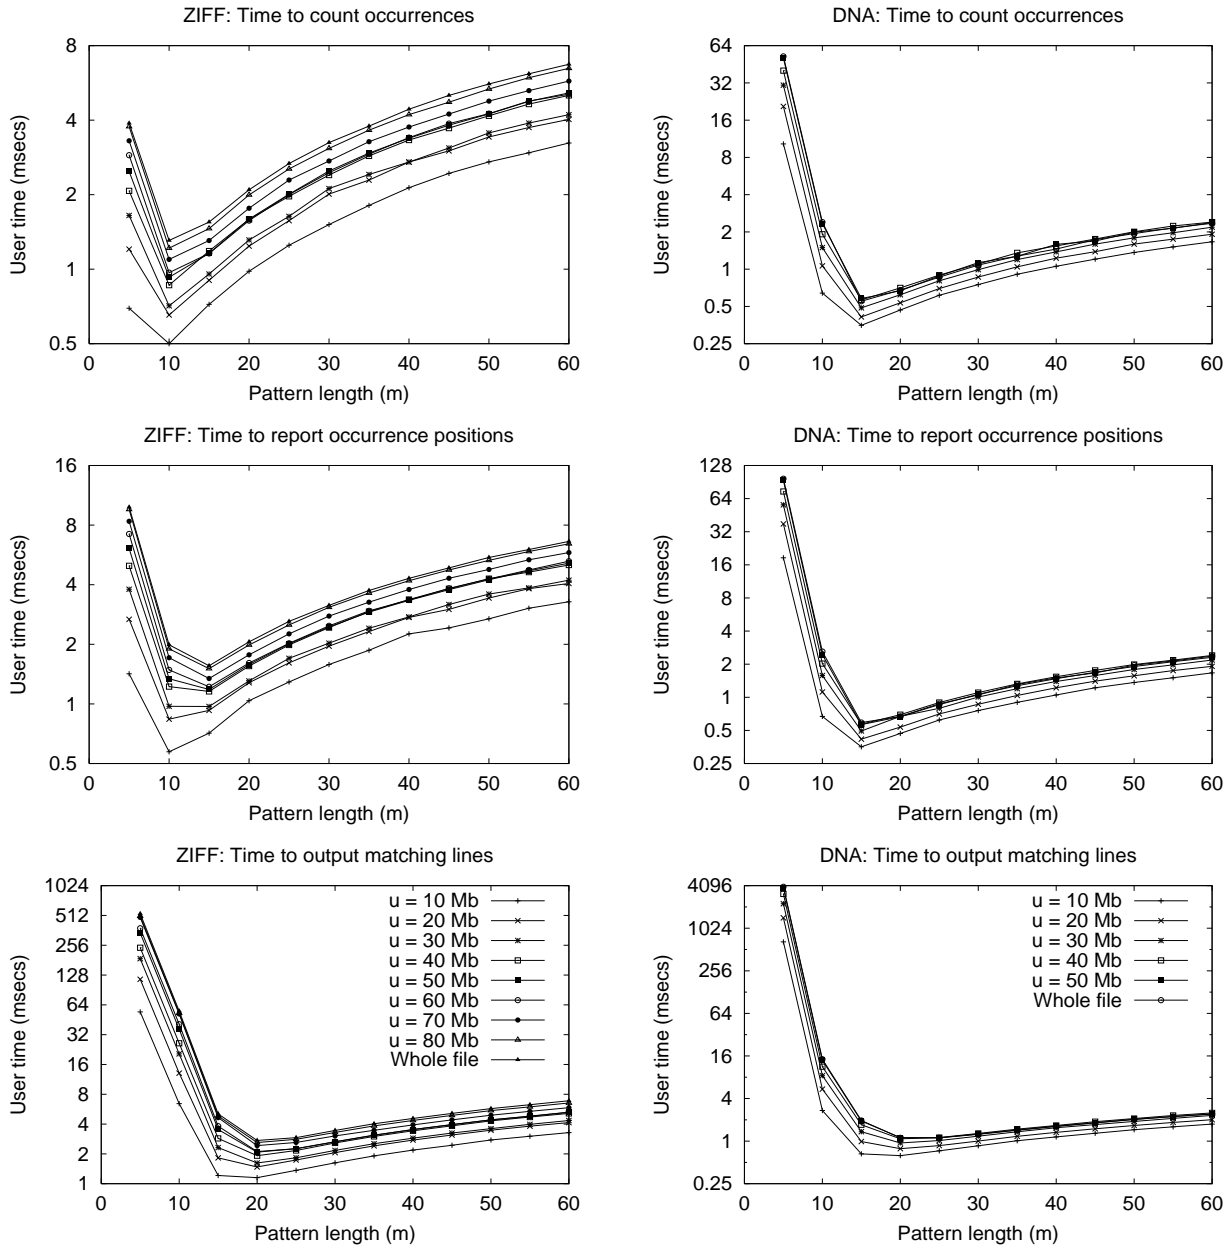 ZIFF: Time to count occurrences
User time (msecs)
8
4
2
1
0.5
0 10 20 30 40 50 60
Pattern length (m)
DNA: Time to count occurrences
User time (msecs)
64
32
16
8
4
2
1
0.5
0.25
0 10 20 30 40 50 60
Pattern length (m)
ZIFF: Time to report occurrence positions
User time (msecs)
16
8
4
2
1
0.5
0 10 20 30 40 50 60
Pattern length (m)
DNA: Time to report occurrence positions
User time (msecs)
128
64
32
16
8
4
2
1
0.5
0.25
0 10 20 30 40 50 60
Pattern length (m)
ZIFF: Time to output matching lines
User time (msecs)
1024
512
256
128
64
32
16
8
4
2
1
u = 10 Mb
u = 20 Mb
u = 30 Mb
u = 40 Mb
u = 50 Mb
u = 60 Mb
u = 70 Mb
u = 80 Mb
Whole file
0 10 20 30 40 50 60
Pattern length (m)
DNA: Time to output matching lines
User time (msecs)
4096
1024
256
64
16
4
1
0.25
u = 10 Mb
u = 20 Mb
u = 30 Mb
u = 40 Mb
u = 50 Mb
Whole file
0 10 20 30 40 50 60
Pattern length (m)